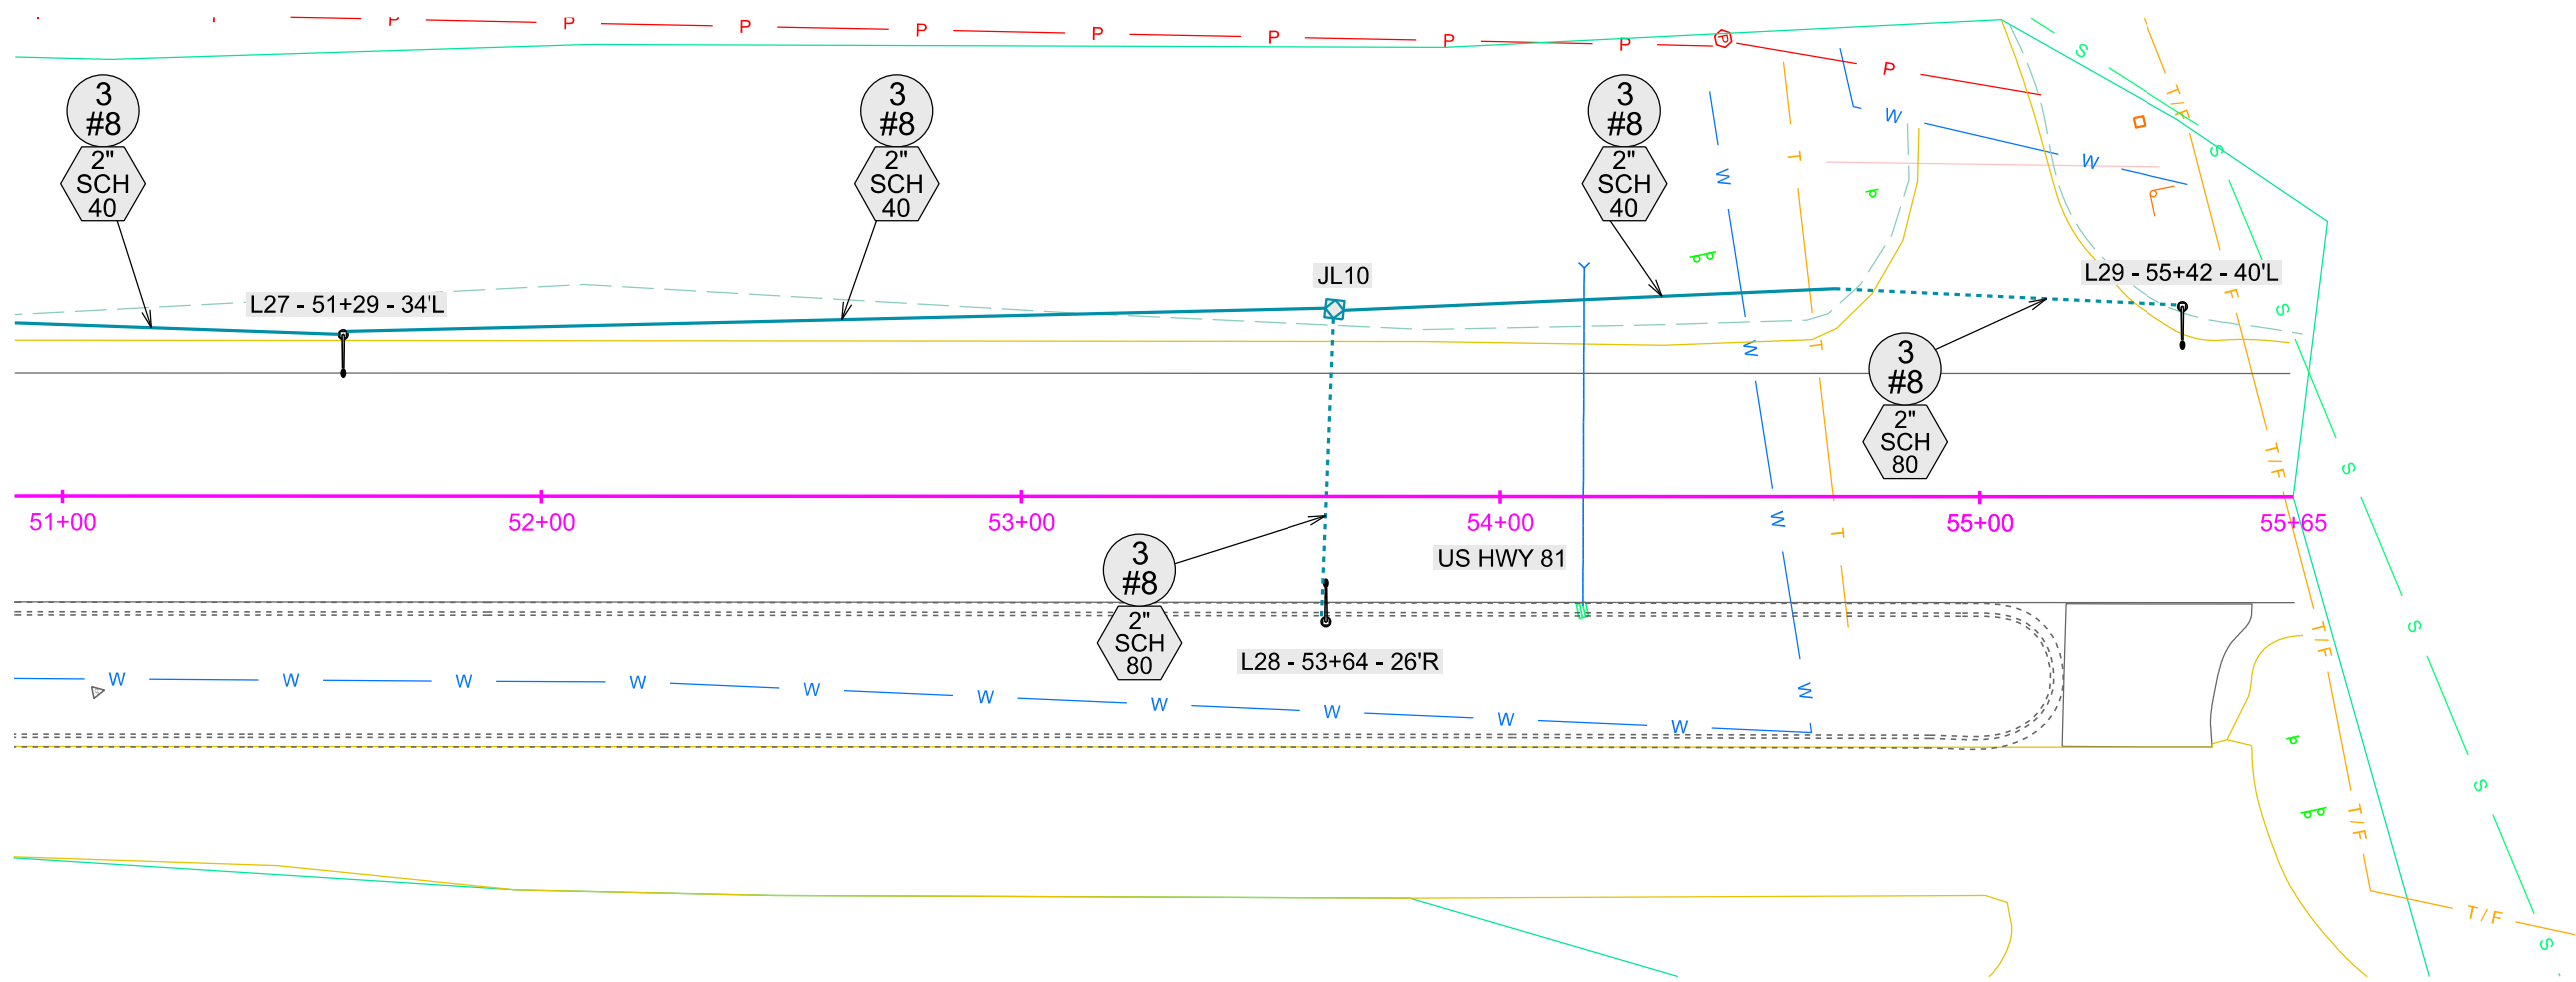 P P P P P P P P P
P
P
S
T/F
W
W
T
W
S
3
#8
2"
SCH
40
3
#8
2"
SCH
40
3
#8
2"
SCH
40
L27 - 51+29 - 34'L
JL10
L29 - 55+42 - 40'L
T/F
S
W
T
3
#8
2"
SCH
80
T/F
S
51+00
52+00
53+00
54+00
55+00
55+65
W
T
US HWY 81
3
#8
2"
SCH
80
L28 - 53+64 - 26'R
T/F
S
W W W W W W W W W W
W
S
T/F
T/F
S